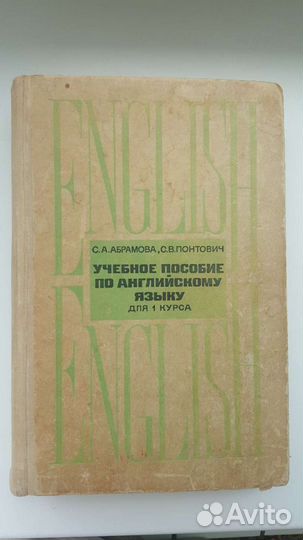 ENGLISH
С.А.АБРАМОВА, С.В.ПОНТОВИЧ
УЧЕБНОЕ ПОСОБИЕ
ПО АНГЛИЙСКОМУ
ЯЗЫКУ
ДЛЯ 1 КУРСА
ENGLISH
Avito